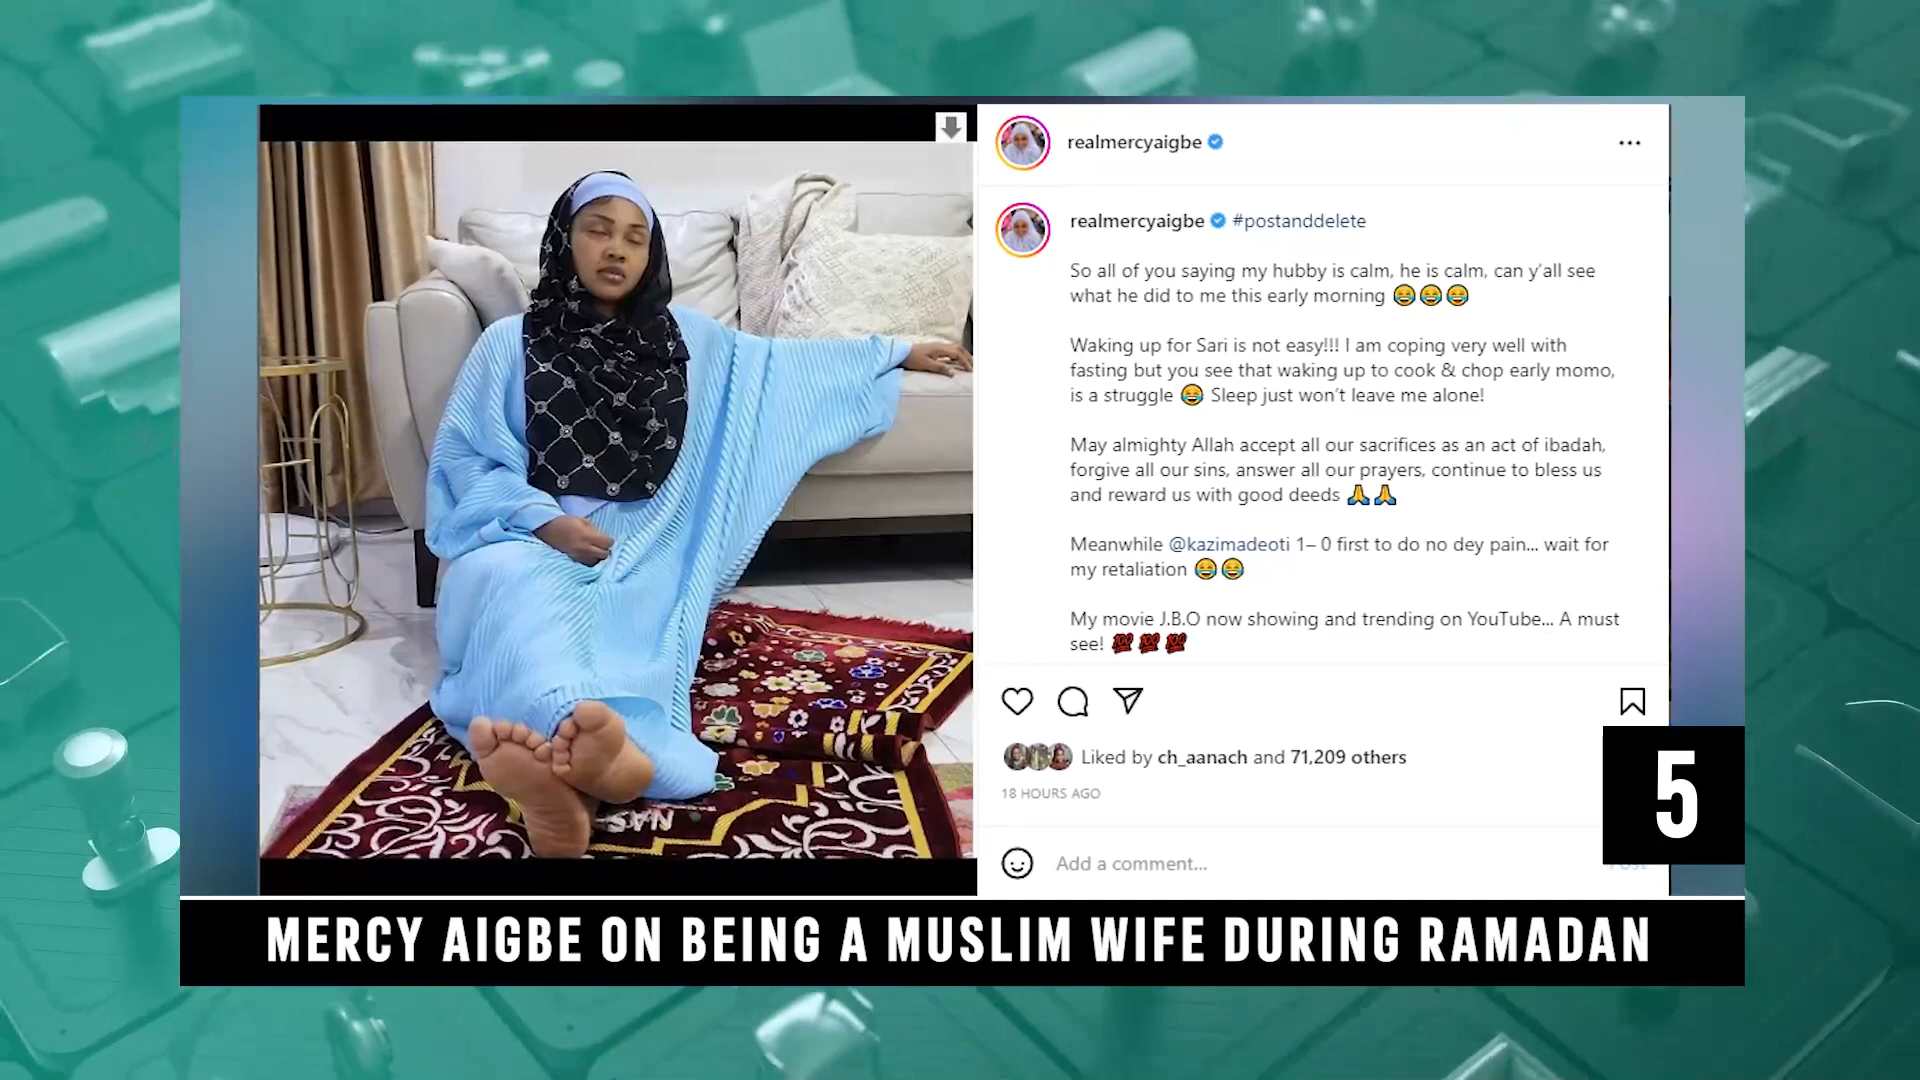 realmercyaigbe
realmercyaigbe #postanddelete
So all of you saying my hubby is calm, he is calm, can y'all see
what he did to me this early morning 😂😂😂
Waking up for Sari is not easy!!! I am coping very well with
fasting but you see that waking up to cook & chop early momo,
is a struggle 😂 Sleep just won't leave me alone!
May almighty Allah accept all our sacrifices as an act of ibadah,
forgive all our sins, answer all our prayers, continue to bless us
and reward us with good deeds 🙏🙏
Meanwhile @kazimadeoti 1– 0 first to do no dey pain... wait for
my retaliation 😂😂
My movie J.B.O now showing and trending on YouTube... A must
see! 💯 💯 💯
Liked by ch_aanach and 71,209 others
18 HOURS AGO
Add a comment...
5
MERCY AIGBE ON BEING A MUSLIM WIFE DURING RAMADAN